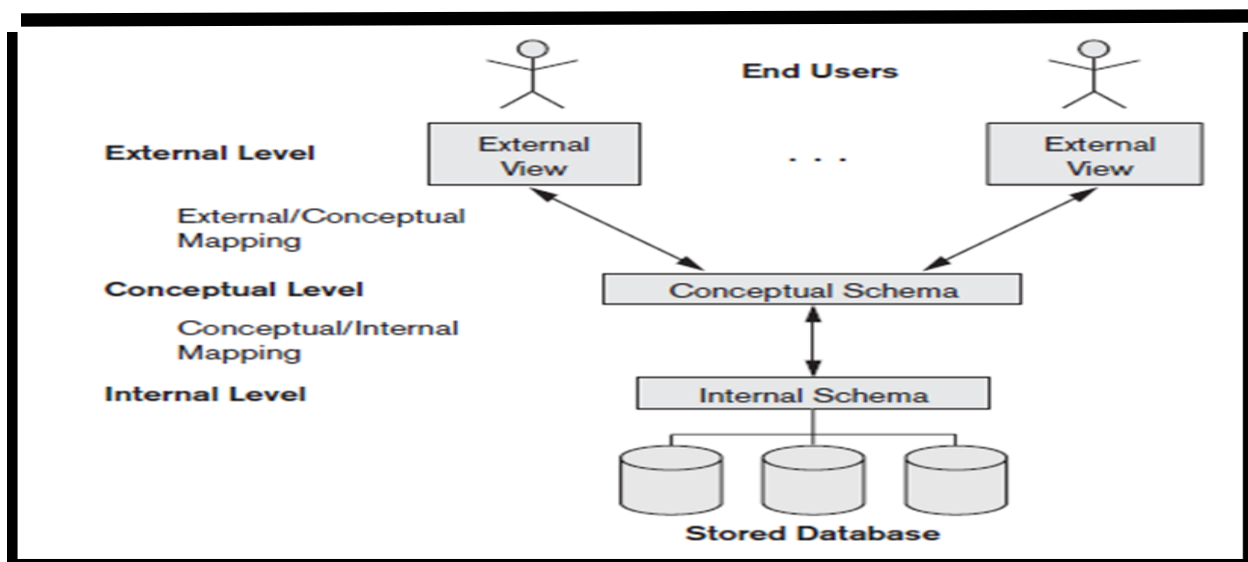 End Users
External Level
External
View
. . .
External
View
External/Conceptual
Mapping
Conceptual Level
Conceptual Schema
Conceptual/Internal
Mapping
Internal Level
Internal Schema
Stored Database